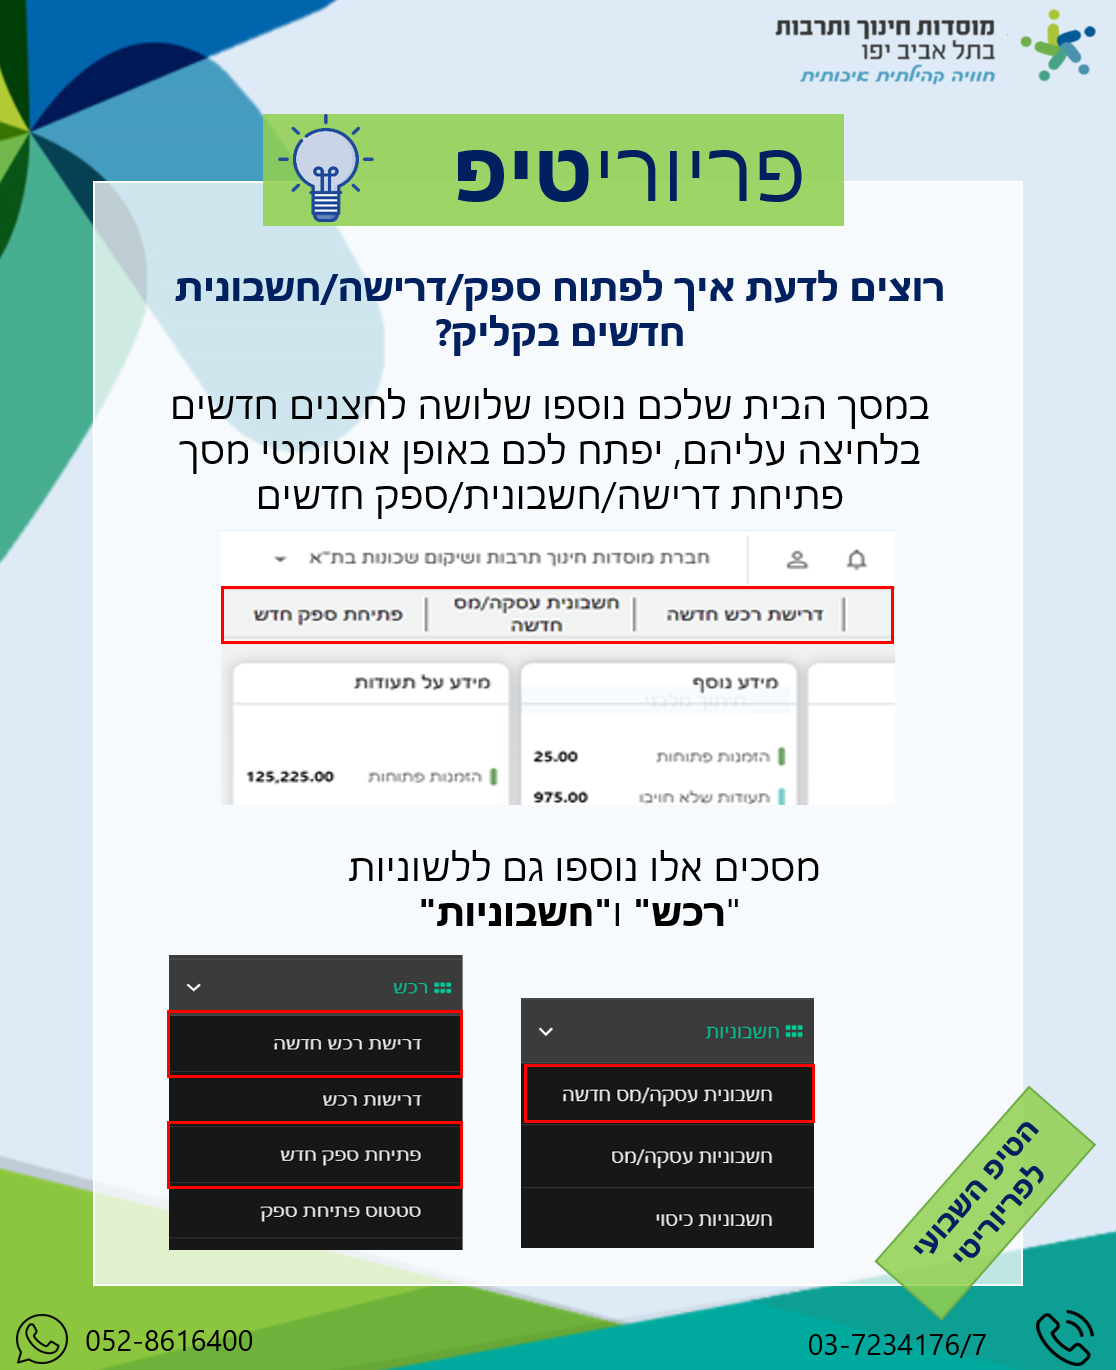 מוסדות חינוך ותרבות
בתל אביב יפו
חוויה קהילתית איכותית
פריוריטיפ
רוצים לדעת איך לפתוח ספק/דרישה/חשבונית
חדשים בקליק?
במסך הבית שלכם נוספו שלושה לחצנים חדשים
בלחיצה עליהם, יפתח לכם באופן אוטומטי מסך
פתיחת דרישה/חשבונית/ספק חדשים
חברת מוסדות חינוך תרבות ושיקום שכונות בת"א
דרישת רכש חדשה
חשבונית עסקה/מס
חדשה
פתיחת ספק חדש
מידע נוסף
חיתוך מלכני
הזמנות פתוחות 25.00
תעודות שלא חויבו 975.00
מידע על תעודות
הזמנות פתוחות 125,225.00
מסכים אלו נוספו גם ללשוניות
"רכש" ו"חשבוניות"
חשבוניות
חשבונית עסקה/מס חדשה
חשבוניות עסקה/מס
חשבוניות כיסוי
רכש
דרישת רכש חדשה
דרישות רכש
פתיחת ספק חדש
סטטוס פתיחת ספק
הטיפ השבועי
לפריוריטי
03-7234176/7
052-8616400